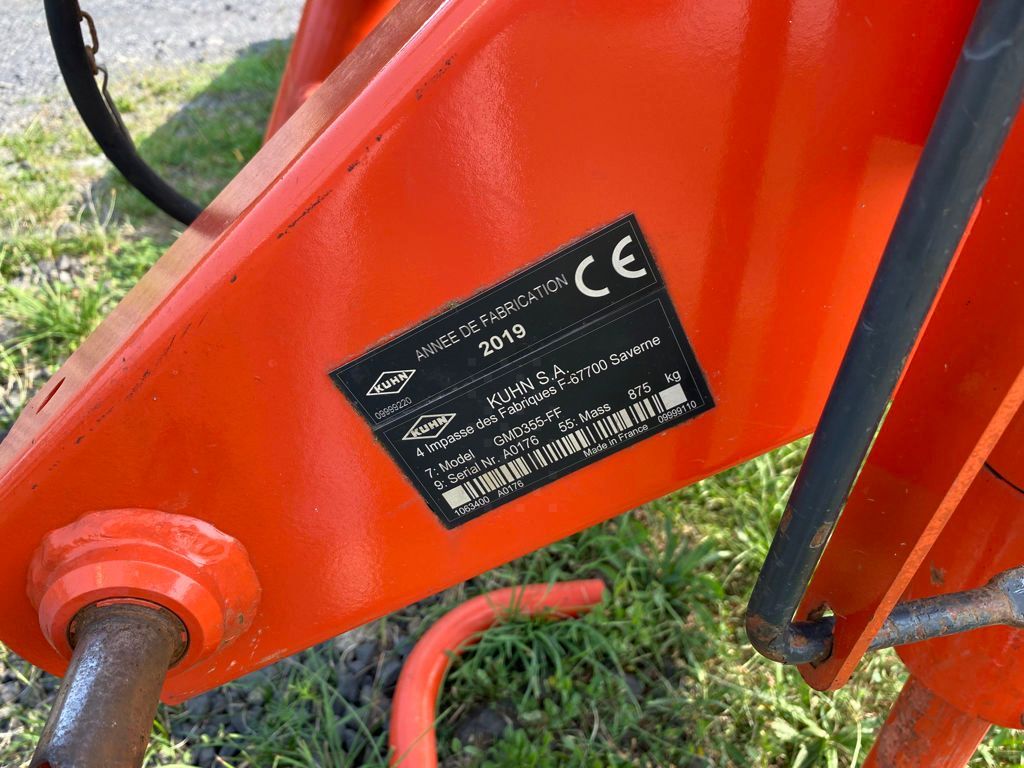 ANNEE DE FABRICATION
CE
KUHN
2019
09999220
KUHN S.A.
KUHN
4 Impasse des Fabriques F-67700 Saverne
7: Model GMD355-FF
9: Serial Nr. A0176 55: Mass 875 kg
1063400 A0176
Made in France
09999110